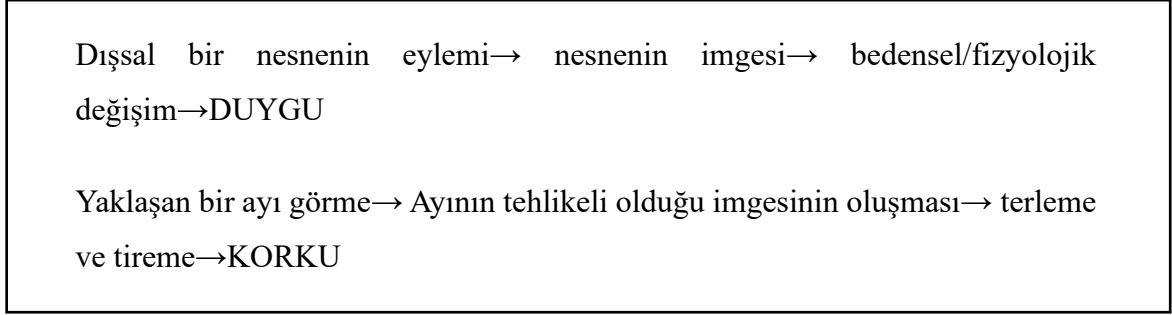 Dışsal bir nesnenin eylemi→ nesnenin imgesi→ bedensel/fizyolojik
değişim→DUYGU
Yaklaşan bir ayı görme→ Ayının tehlikeli olduğu imgesinin oluşması→ terleme
ve tireme→KORKU